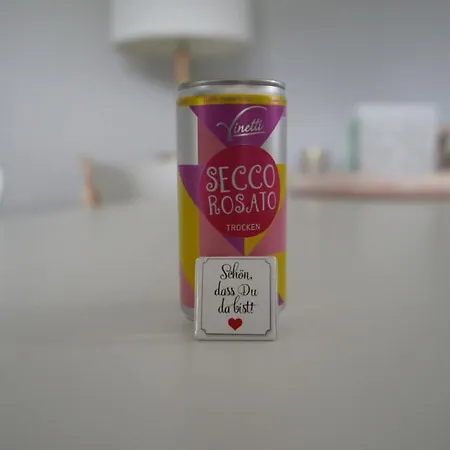 Vinetti
SECCO
ROSATO
TROCKEN
Schön,
dass Du
da bist!